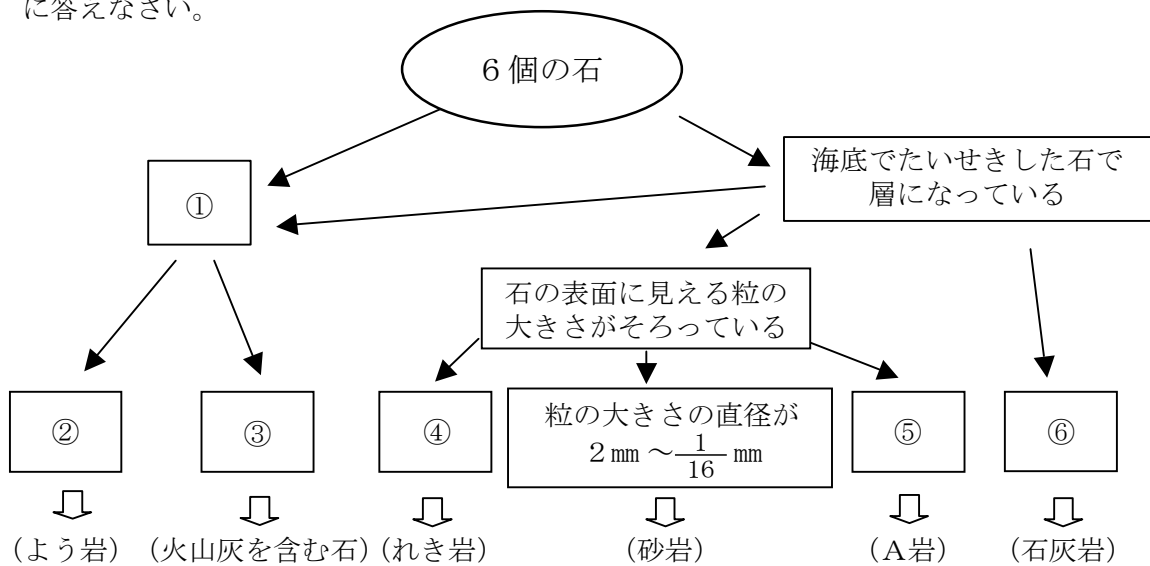 に答えなさい。
６個の石
海底でたいせきした石で
層になっている
①
石の表面に見える粒の
大きさがそろっている
②
③
④
粒の大きさの直径が
２㎜～1/16㎜
⑤
⑥
（よう岩）
（火山灰を含む石）
（れき岩）
（砂岩）
（Ａ岩）
（石灰岩）